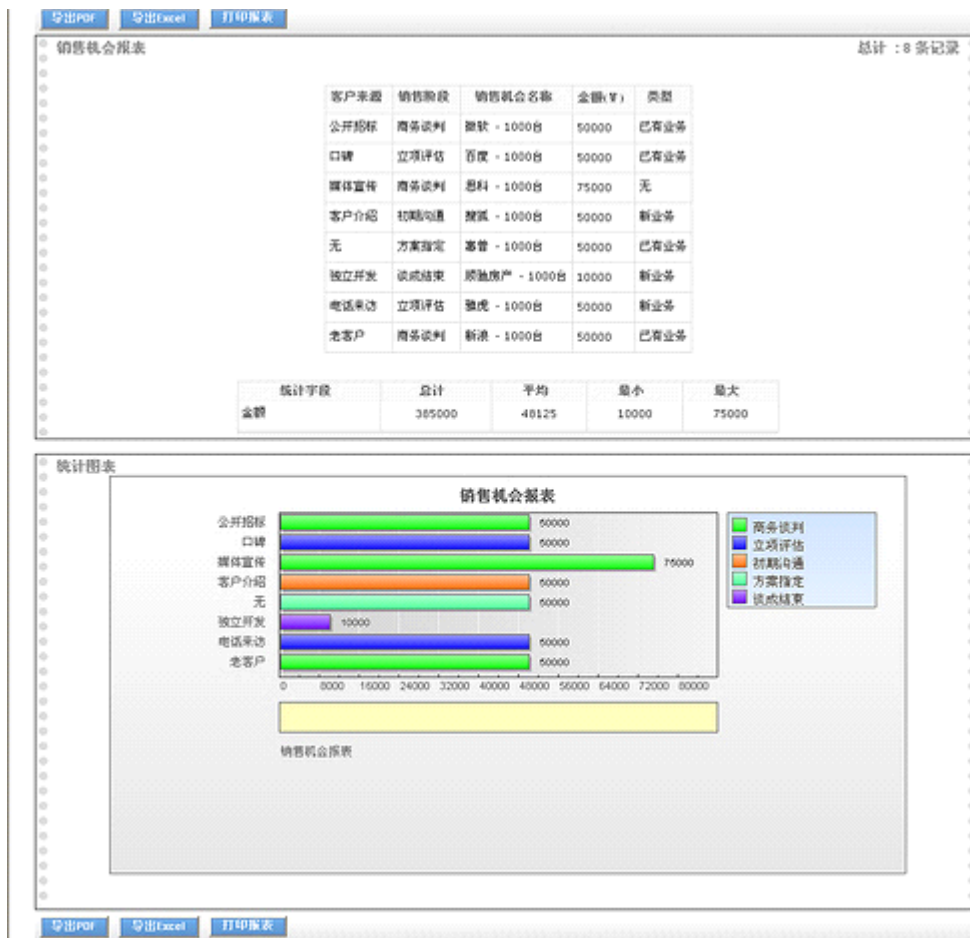 导出PDF 导出Excel 打印报表
销售机会报表 总计 :8 条记录
客户来源 销售阶段 销售机会名称 金额(￥) 类型
公开招标 商务谈判 微软 - 1000台 50000 已有业务
口碑 立项评估 百度 - 1000台 50000 已有业务
媒体宣传 商务谈判 思科 - 1000台 75000 无
客户介绍 初期沟通 搜狐 - 1000台 50000 新业务
无 方案指定 惠普 - 1000台 50000 已有业务
独立开发 谈成结束 顺驰房产 - 1000台 10000 新业务
电话来访 立项评估 雅虎 - 1000台 50000 新业务
老客户 商务谈判 新浪 - 1000台 50000 已有业务
统计字段 总计 平均 最小 最大
金额 385000 48125 10000 75000
统计图表
销售机会报表
公开招标 50000
口碑 50000
媒体宣传 75000
客户介绍 50000
无 50000
独立开发 10000
电话来访 50000
老客户 50000
0 8000 16000 24000 32000 40000 48000 56000 64000 72000 80000
商务谈判
立项评估
初期沟通
方案指定
谈成结束
销售机会报表
导出PDF 导出Excel 打印报表